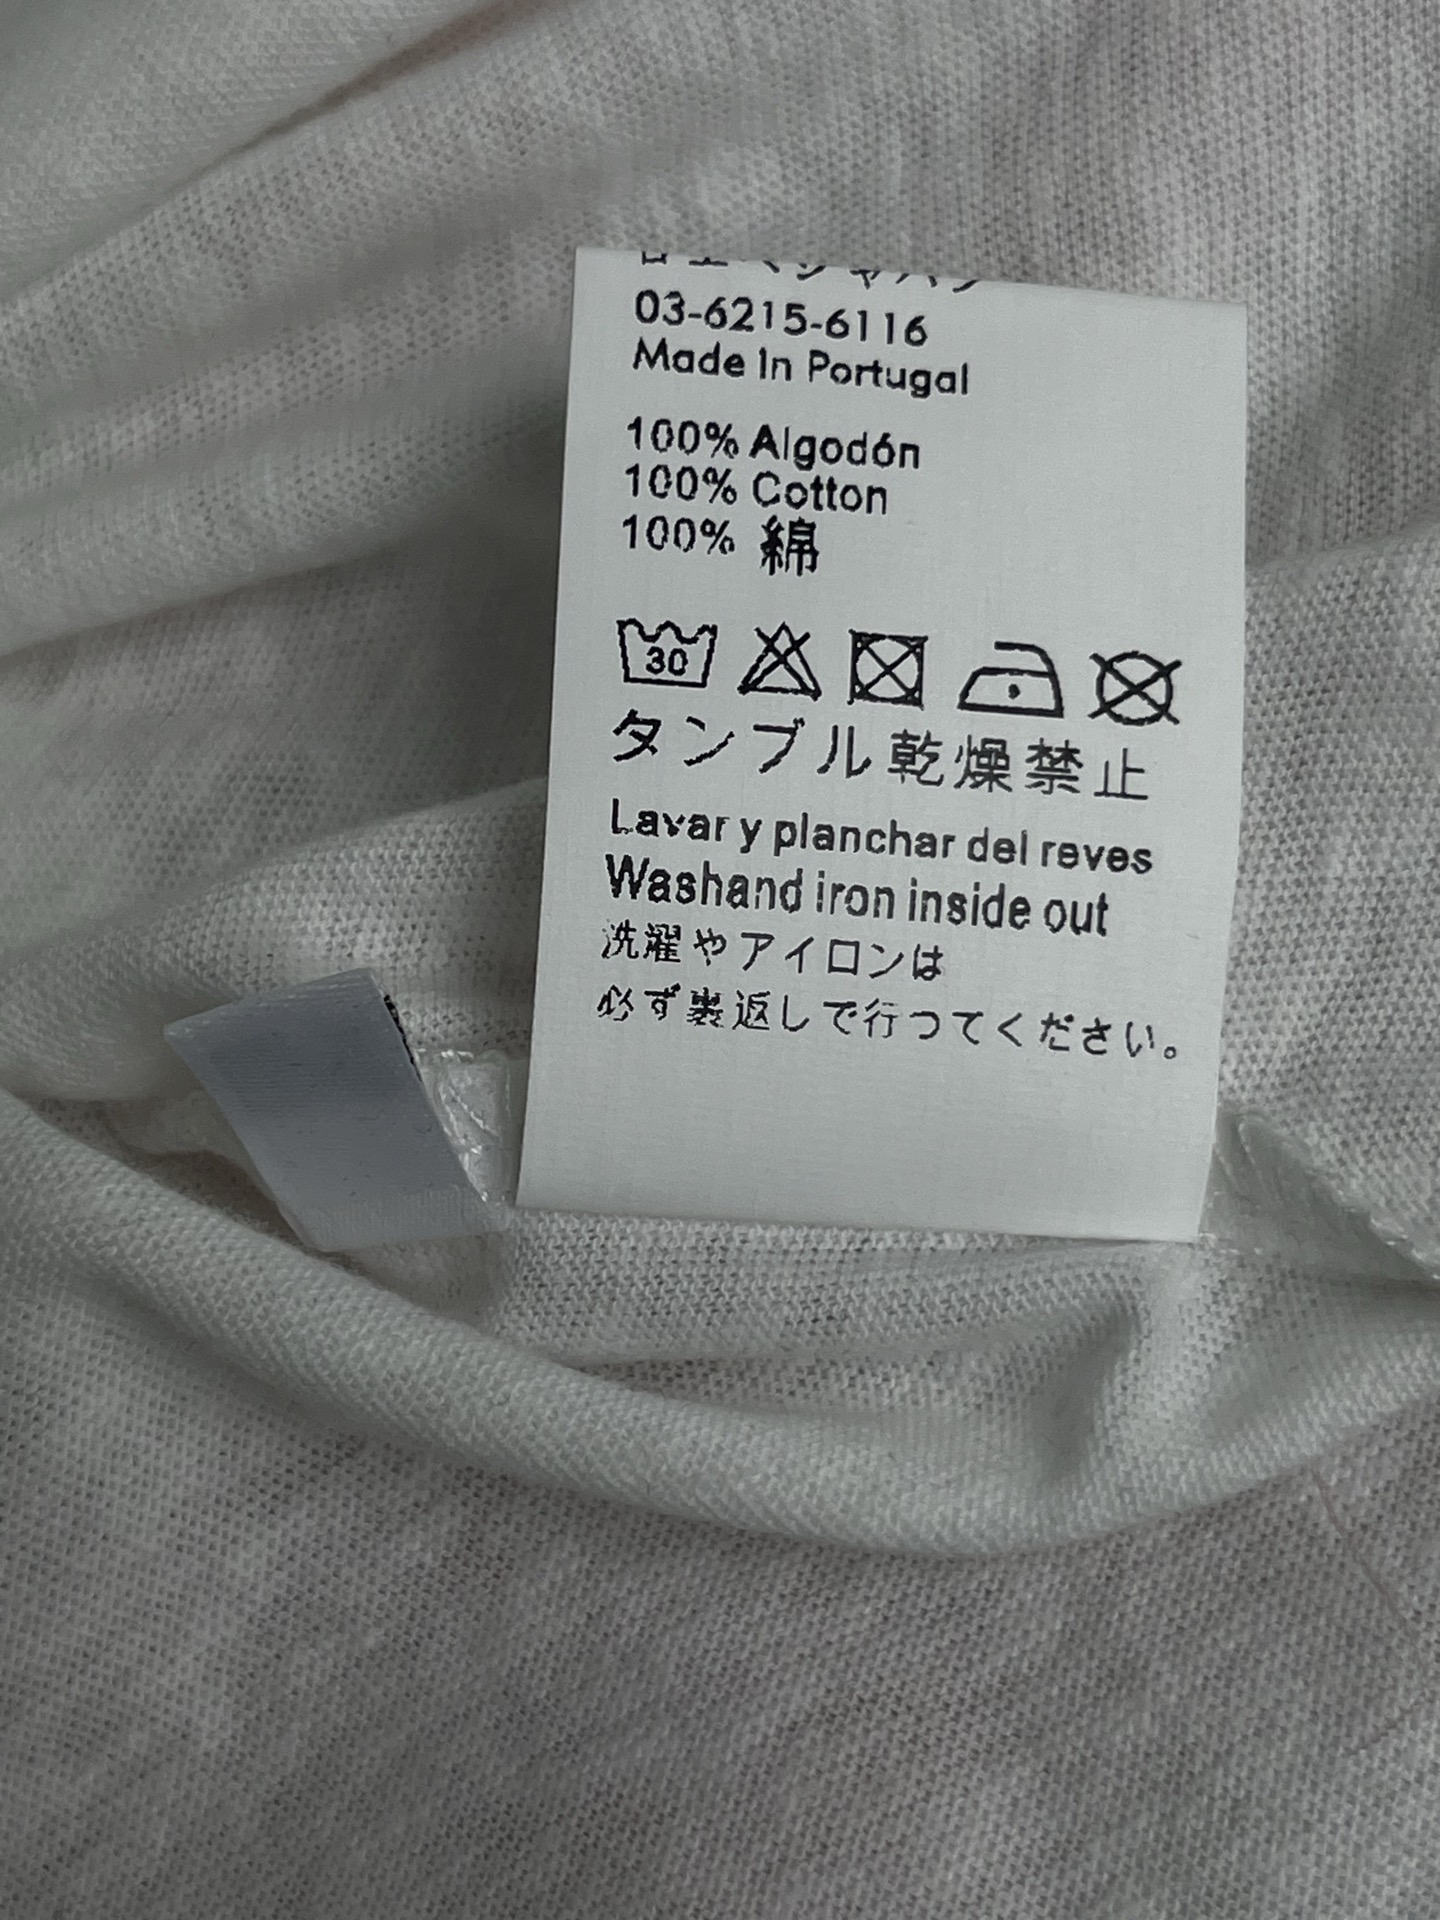 03-6215-6116
Made In Portugal
100% Algodón
100% Cotton
100% 綿
30
タンブル乾燥禁止
Lavar y planchar del reves
Washand iron inside out
洗濯やアイロンは
必ず裏返しで行つてください。